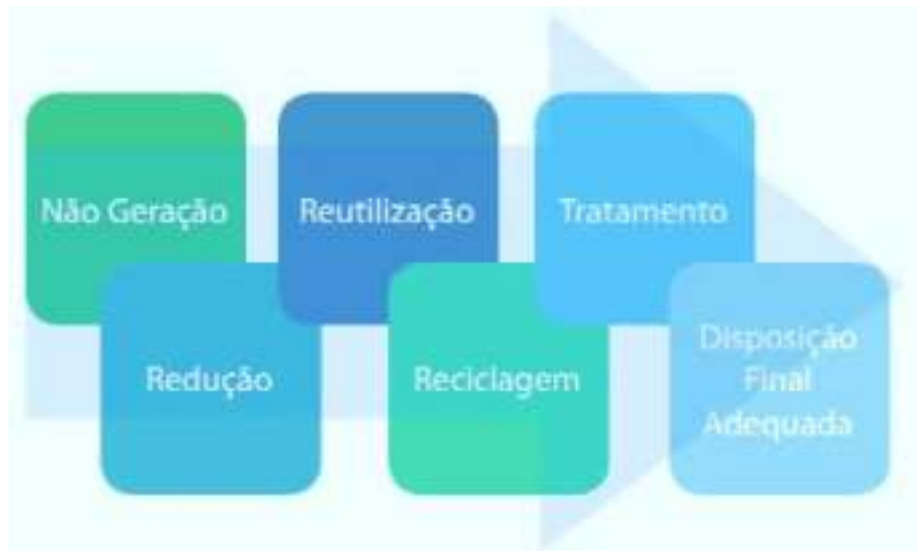 Não Geração
Redução
Reutilização
Reciclagem
Tratamento
Disposição
Final
Adequada